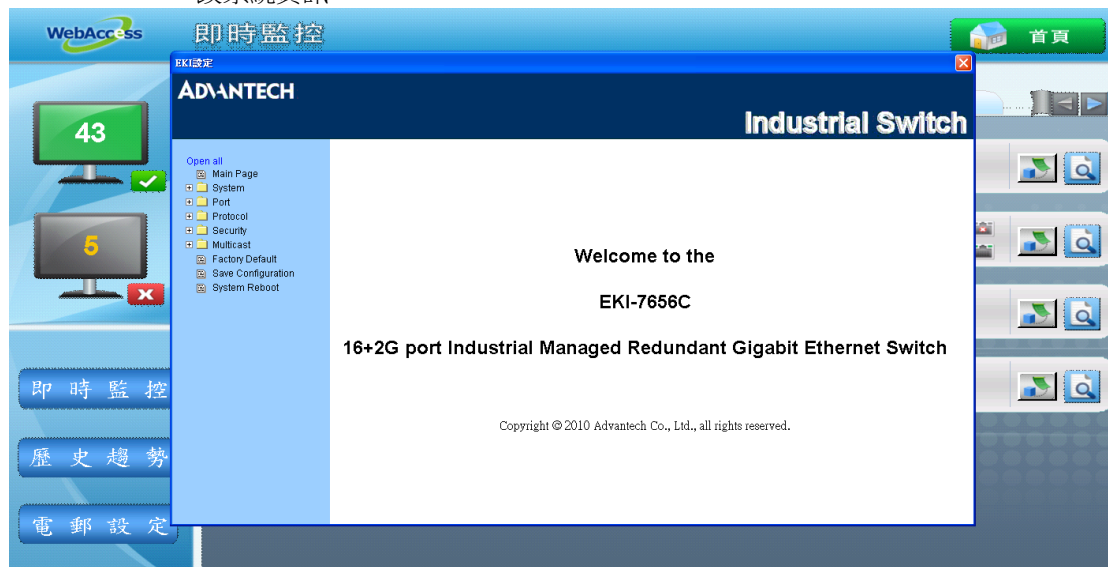 WebAccess
即時監控
首頁
EKI設定
ADVANTECH
Industrial Switch
43
5
Open all
Main Page
System
Port
Protocol
Security
Multicast
Factory Default
Save Configuration
System Reboot
Welcome to the
EKI-7656C
16+2G port Industrial Managed Redundant Gigabit Ethernet Switch
Copyright © 2010 Advantech Co., Ltd., all rights reserved.
即時監控
歷史趨勢
電郵設定